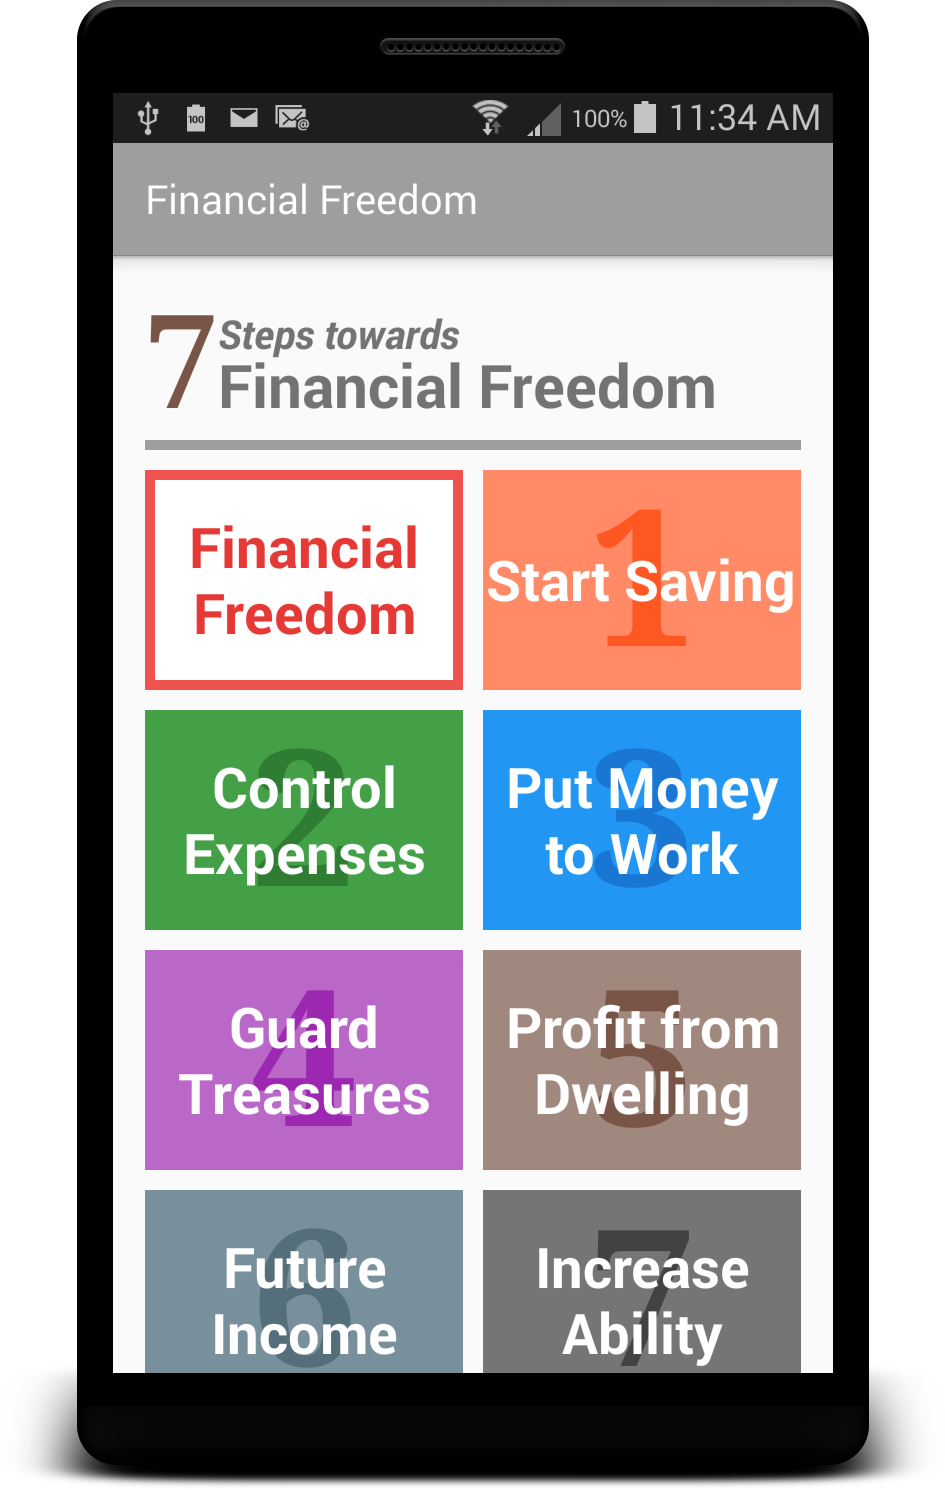 100 @ 100% 11:34 AM
Financial Freedom
7 Steps towards
Financial Freedom
Financial
Freedom
1
Start Saving
2
Control
Expenses
3
Put Money
to Work
4
Guard
Treasures
5
Profit from
Dwelling
6
Future
Income
7
Increase
Ability